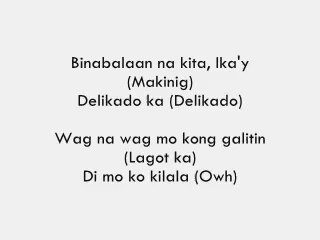 Binabalaan na kita, Ika'y
(Makinig)
Delikado ka (Delikado)
Wag na wag mo kong galitin
(Lagot ka)
Di mo ko kilala (Owh)